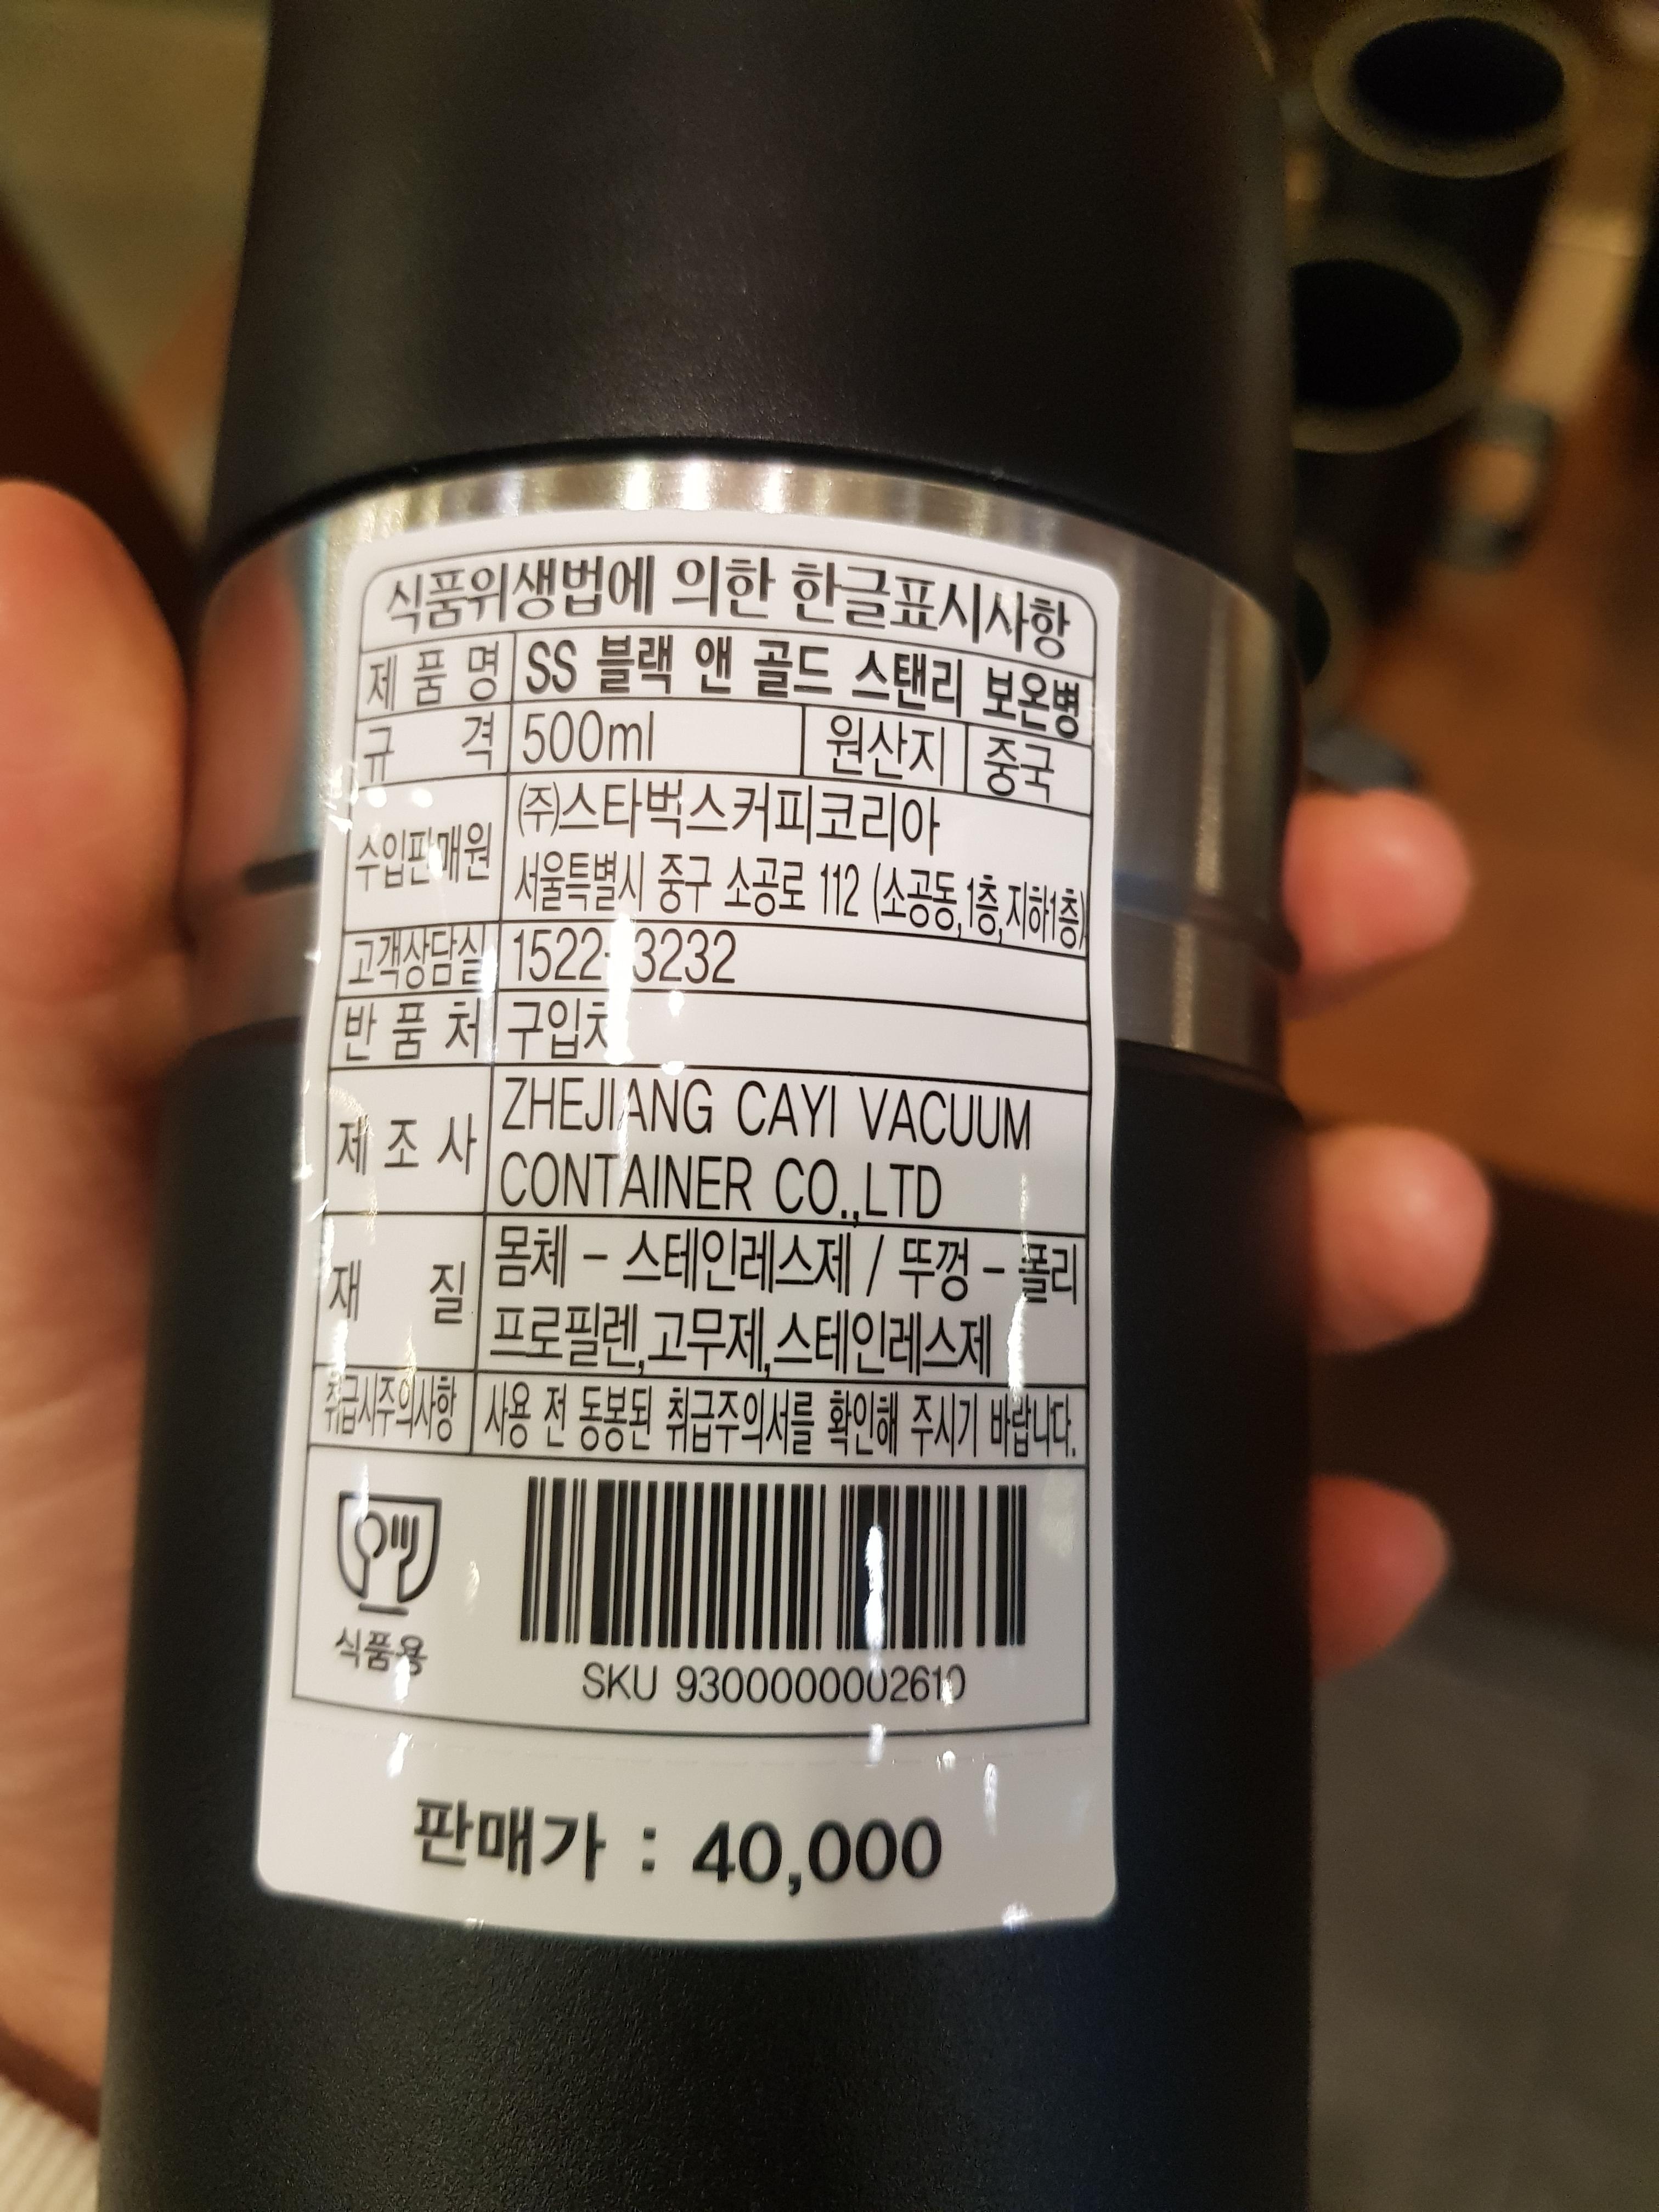 식품위생법에 의한 한글표시사항
제 품 명 SS 블랙 앤 골드 스탠리 보온병
규 격 500ml 원산지 중국
수입판매원 ㈜스타벅스커피코리아
서울특별시 중구 소공로 112 (소공동,1층,지하1층)
고객상담실 1522-3232
반 품 처 구입처
제 조 사 ZHEJIANG CAYI VACUUM
CONTAINER CO.,LTD
재 질 몸체 - 스테인레스제 / 뚜껑 - 폴리
프로필렌,고무제,스테인레스제
취급시주의사항 사용 전 동봉된 취급주의서를 확인해 주시기 바랍니다.
식품용
SKU 9300000002610
판매가 : 40,000